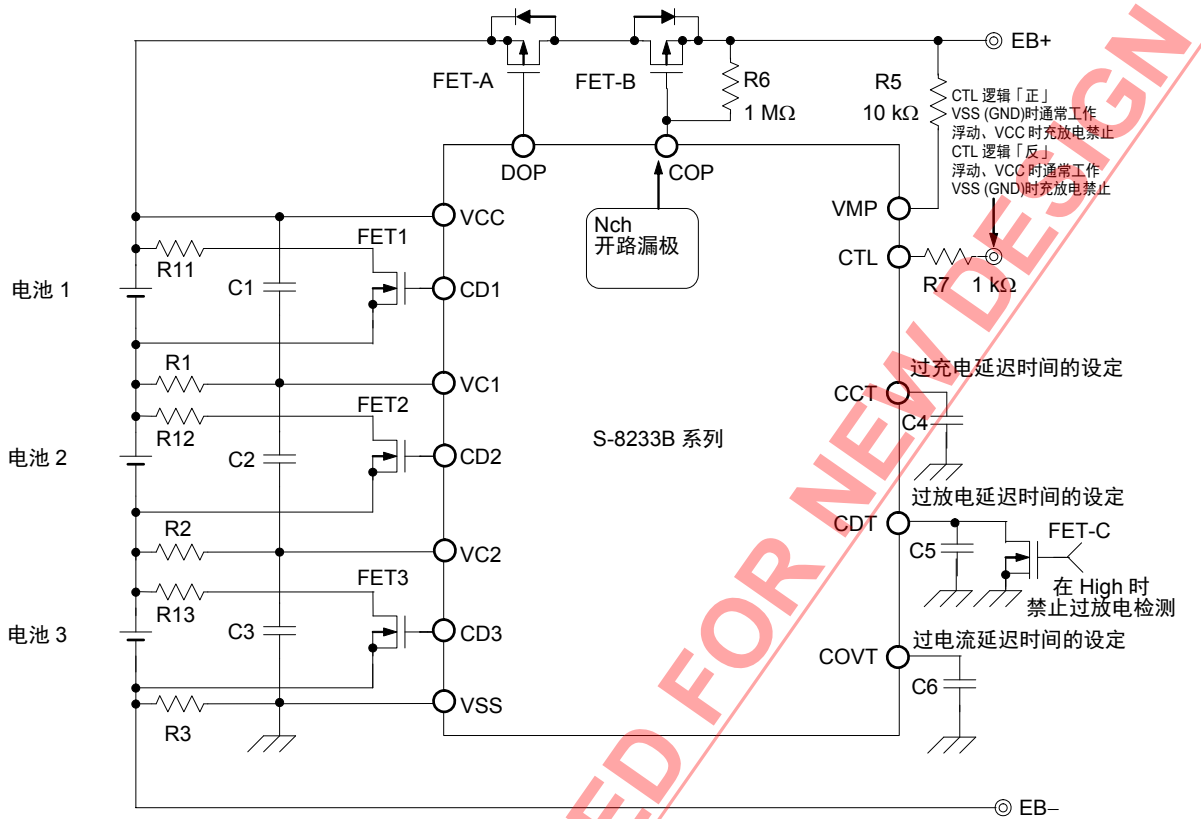 EB+
FET-A
FET-B
R6
1 MΩ
R5
10 kΩ
CTL 逻辑「正」
VSS (GND)时通常工作
浮动、VCC 时充放电禁止
CTL 逻辑「反」
浮动、VCC 时通常工作
VSS (GND)时充放电禁止
DOP
COP
Nch
开路漏极
VMP
CTL
R7
1 kΩ
VCC
FET1
R11
C1
CD1
电池 1
R1
VC1
FET2
R12
C2
CD2
电池 2
S-8233B 系列
R2
VC2
FET3
R13
C3
CD3
电池 3
R3
VSS
过充电延迟时间的设定
CCT
C4
过放电延迟时间的设定
CDT
C5
FET-C
在 High 时
禁止过放电检测
过电流延迟时间的设定
COVT
C6
EB−
ED FOR NEW DESIGN